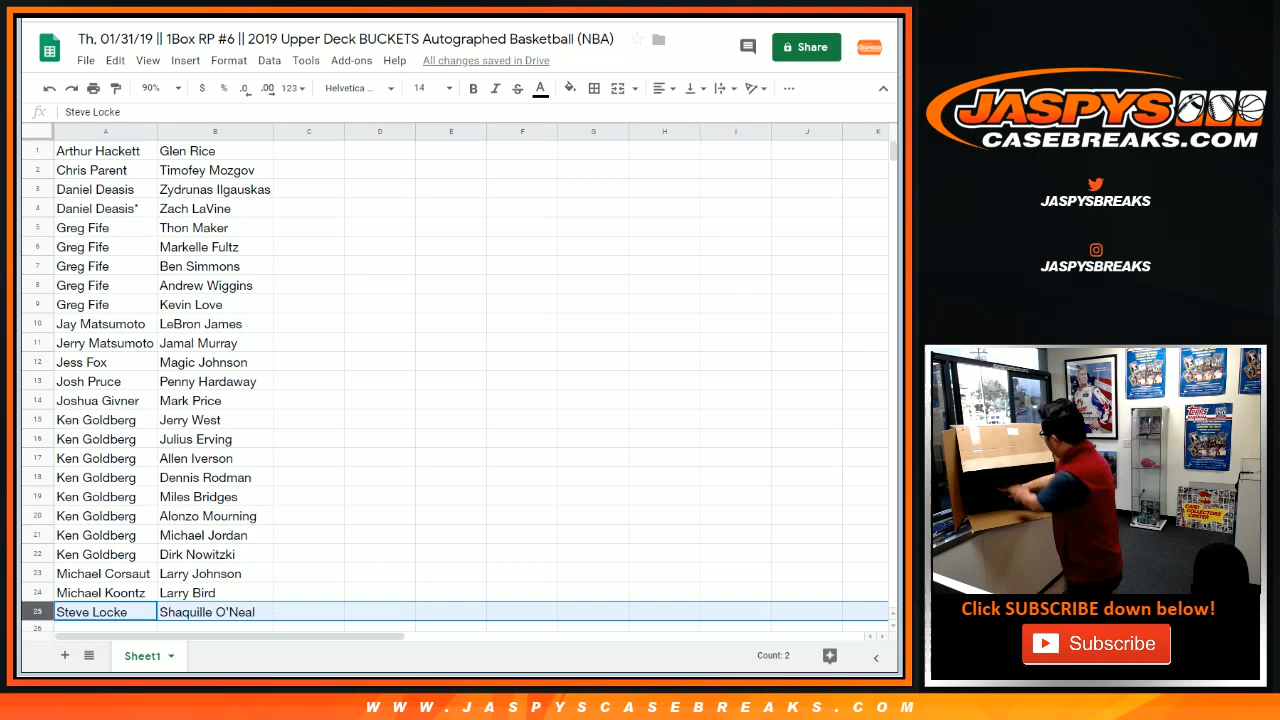 Th, 01/31/19 || 1Box RP #6 || 2019 Upper Deck BUCKETS Autographed Basketball (NBA)
File Edit View Insert Format Data Tools Add-ons Help All changes saved in Drive
Share
90% $ % .0 .00 123 Helvetica ... 14 B I S A
fx Steve Locke
A B C D E F G H I J K
1 Arthur Hackett Glen Rice
2 Chris Parent Timofey Mozgov
3 Daniel Deasis Zydrunas Ilgauskas
4 Daniel Deasis* Zach LaVine
5 Greg Fife Thon Maker
6 Greg Fife Markelle Fultz
7 Greg Fife Ben Simmons
8 Greg Fife Andrew Wiggins
9 Greg Fife Kevin Love
10 Jay Matsumoto LeBron James
11 Jerry Matsumoto Jamal Murray
12 Jess Fox Magic Johnson
13 Josh Pruce Penny Hardaway
14 Joshua Givner Mark Price
15 Ken Goldberg Jerry West
16 Ken Goldberg Julius Erving
17 Ken Goldberg Allen Iverson
18 Ken Goldberg Dennis Rodman
19 Ken Goldberg Miles Bridges
20 Ken Goldberg Alonzo Mourning
21 Ken Goldberg Michael Jordan
22 Ken Goldberg Dirk Nowitzki
23 Michael Corsaut Larry Johnson
24 Michael Koontz Larry Bird
25 Steve Locke Shaquille O'Neal
26
Sheet1
Count: 2
JASPYS
CASEBREAKS.COM
JASPYSBREAKS
JASPYSBREAKS
Click SUBSCRIBE down below!
Subscribe
WWW.JASPYSCASEBREAKS.COM